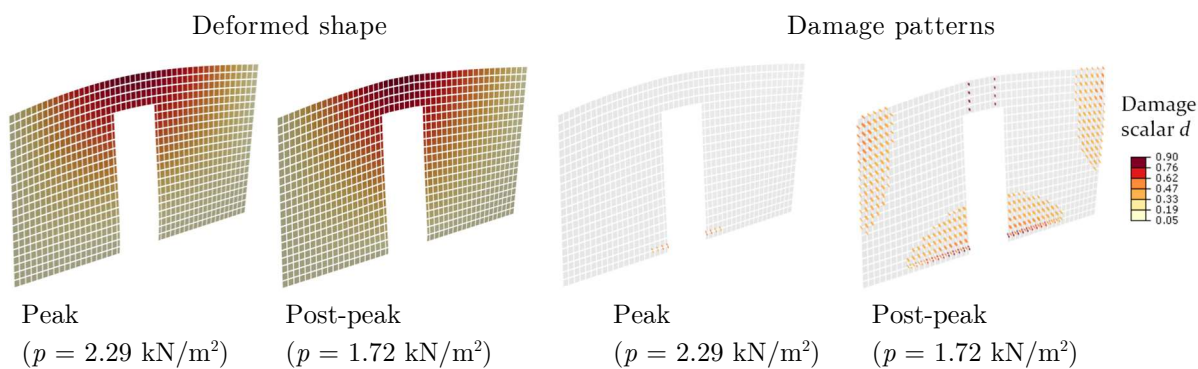 Deformed shape
Damage patterns
Damage
scalar d
0.90
0.76
0.62
0.47
0.33
0.19
0.05
Peak
(p = 2.29 kN/m²)
Post-peak
(p = 1.72 kN/m²)
Peak
(p = 2.29 kN/m²)
Post-peak
(p = 1.72 kN/m²)